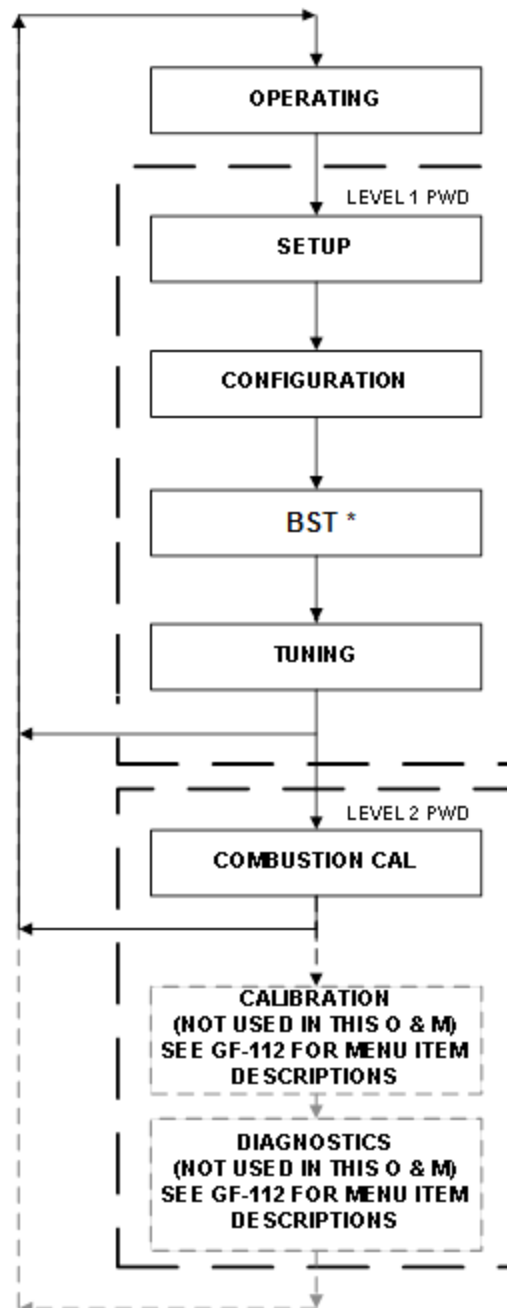 OPERATING
LEVEL 1 PWD
SETUP
CONFIGURATION
BST *
TUNING
LEVEL 2 PWD
COMBUSTION CAL
CALIBRATION
(NOT USED IN THIS O & M)
SEE GF-112 FOR MENU ITEM
DESCRIPTIONS
DIAGNOSTICS
(NOT USED IN THIS O & M)
SEE GF-112 FOR MENU ITEM
DESCRIPTIONS